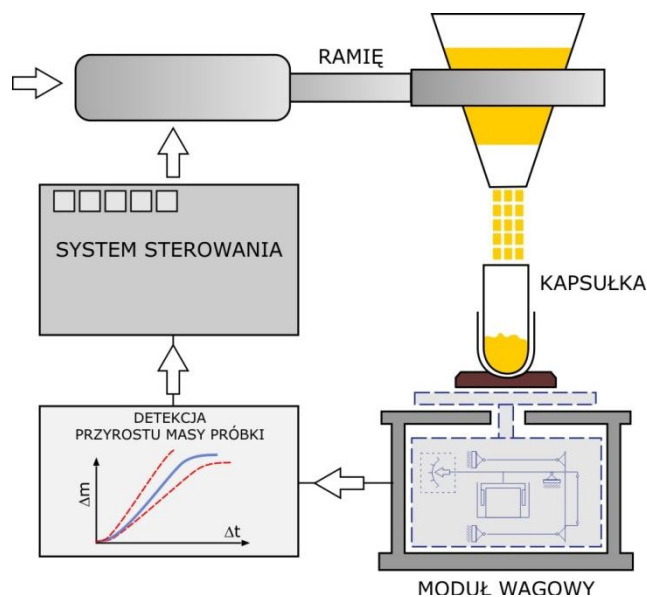 RAMIĘ
SYSTEM STEROWANIA
KAPSUŁKA
DETEKCJA
PRZYROSTU MASY PRÓBKI
Δm
Δt
MODUŁ WAGOWY